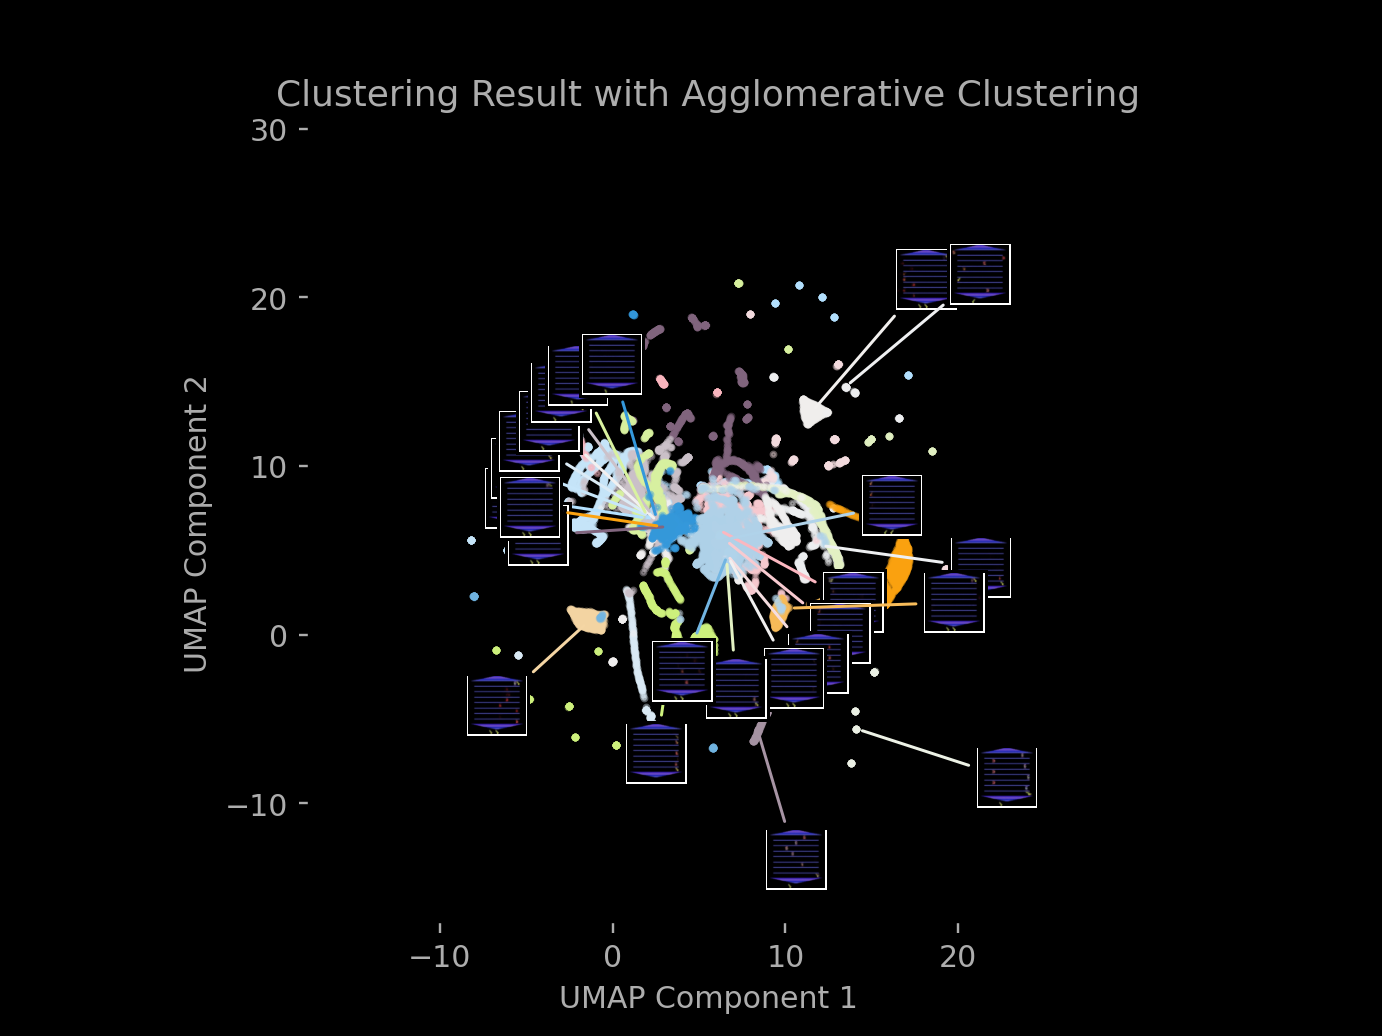 Clustering Result with Agglomerative Clustering
30
20
10
0
−10
UMAP Component 2
−10 0 10 20
UMAP Component 1